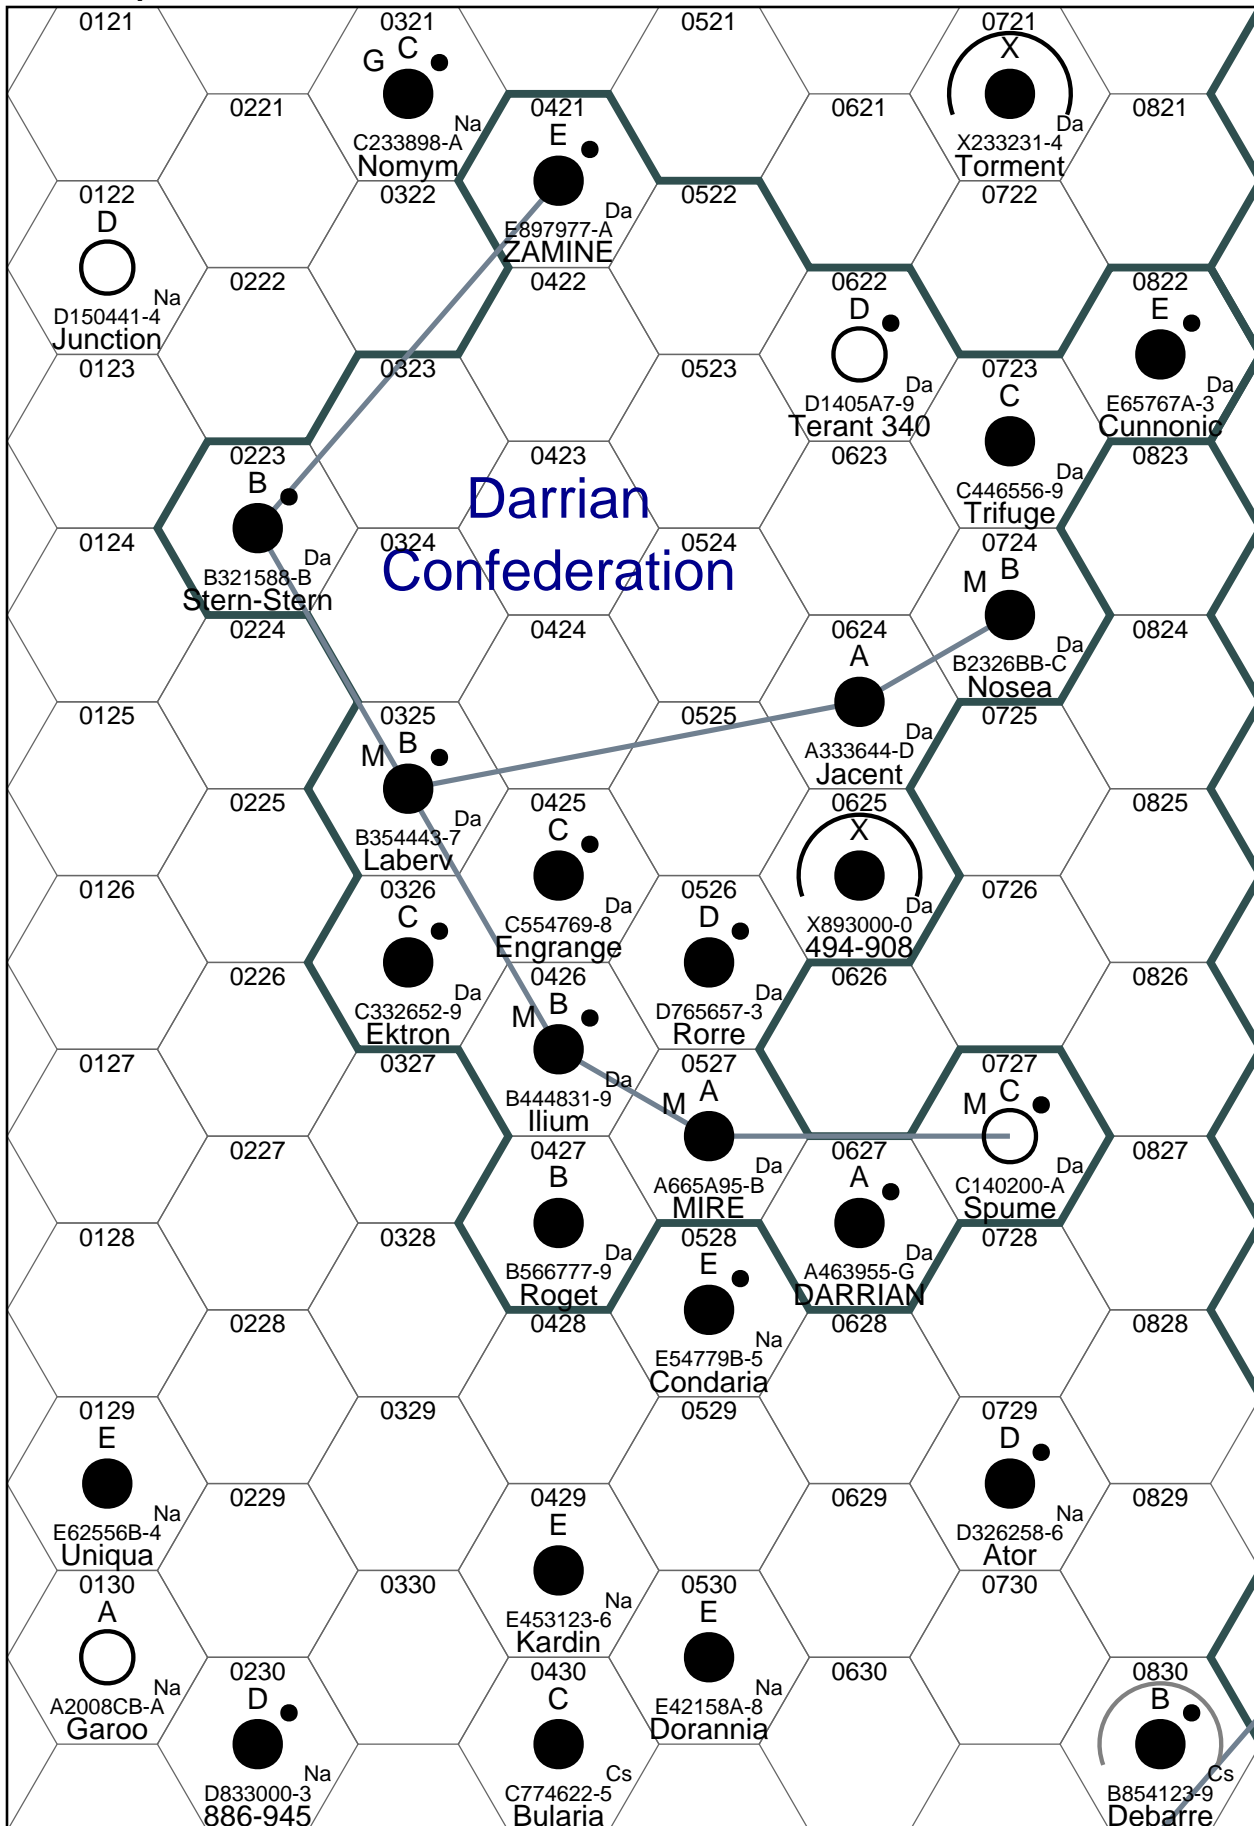 0121
0321
0521
0721
G C
X
0221
0421
0621
0821
Na
C233898-A
Nomym
E
Da
X233231-4
Torment
0122
0322
0522
0722
D
Da
E897977-A
ZAMINE
Na
D150441-4
Junction
0222
0422
0622
0822
D
E
0123
0323
0523
0723
Da
D1405A7-9
Terant 340
C
Da
E65767A-3
Cunnonic
0223
0423
0623
0823
B
Darrian
Confederation
Da
C446556-9
Trifuge
0124
0324
0524
0724
Da
B321588-B
Stern-Stern
M B
0224
0424
0624
0824
A
Da
B2326BB-C
Nosea
0125
0325
0525
0725
M B
Da
A333644-D
Jacent
0225
0425
0625
0825
Da
B354443-7
Laberv
C
X
0126
0326
0526
0726
C
Da
C554769-8
Engrange
D
Da
X893000-0
494-908
0226
0426
0626
0826
Da
C332652-9
Ektron
M B
Da
D765657-3
Rorre
0127
0327
0527
0727
Da
B444831-9
Ilium
M A
M C
0227
0427
0627
0827
B
Da
A665A95-B
MIRE
A
Da
C140200-A
Spume
0128
0328
0528
0728
Da
B566777-9
Roget
E
Da
A463955-G
DARRIAN
0228
0428
0628
0828
Na
E54779B-5
Condaria
0129
0329
0529
0729
E
D
0229
0429
0629
0829
Na
E62556B-4
Uniqua
E
Na
D326258-6
Ator
0130
0330
0530
0730
A
Na
E453123-6
Kardin
E
0230
0430
0630
0830
Na
A2008CB-A
Garoo
D
C
Na
E42158A-8
Dorannia
B
Na
D833000-3
886-945
Cs
C774622-5
Bularia
Cs
B854123-9
Debarre